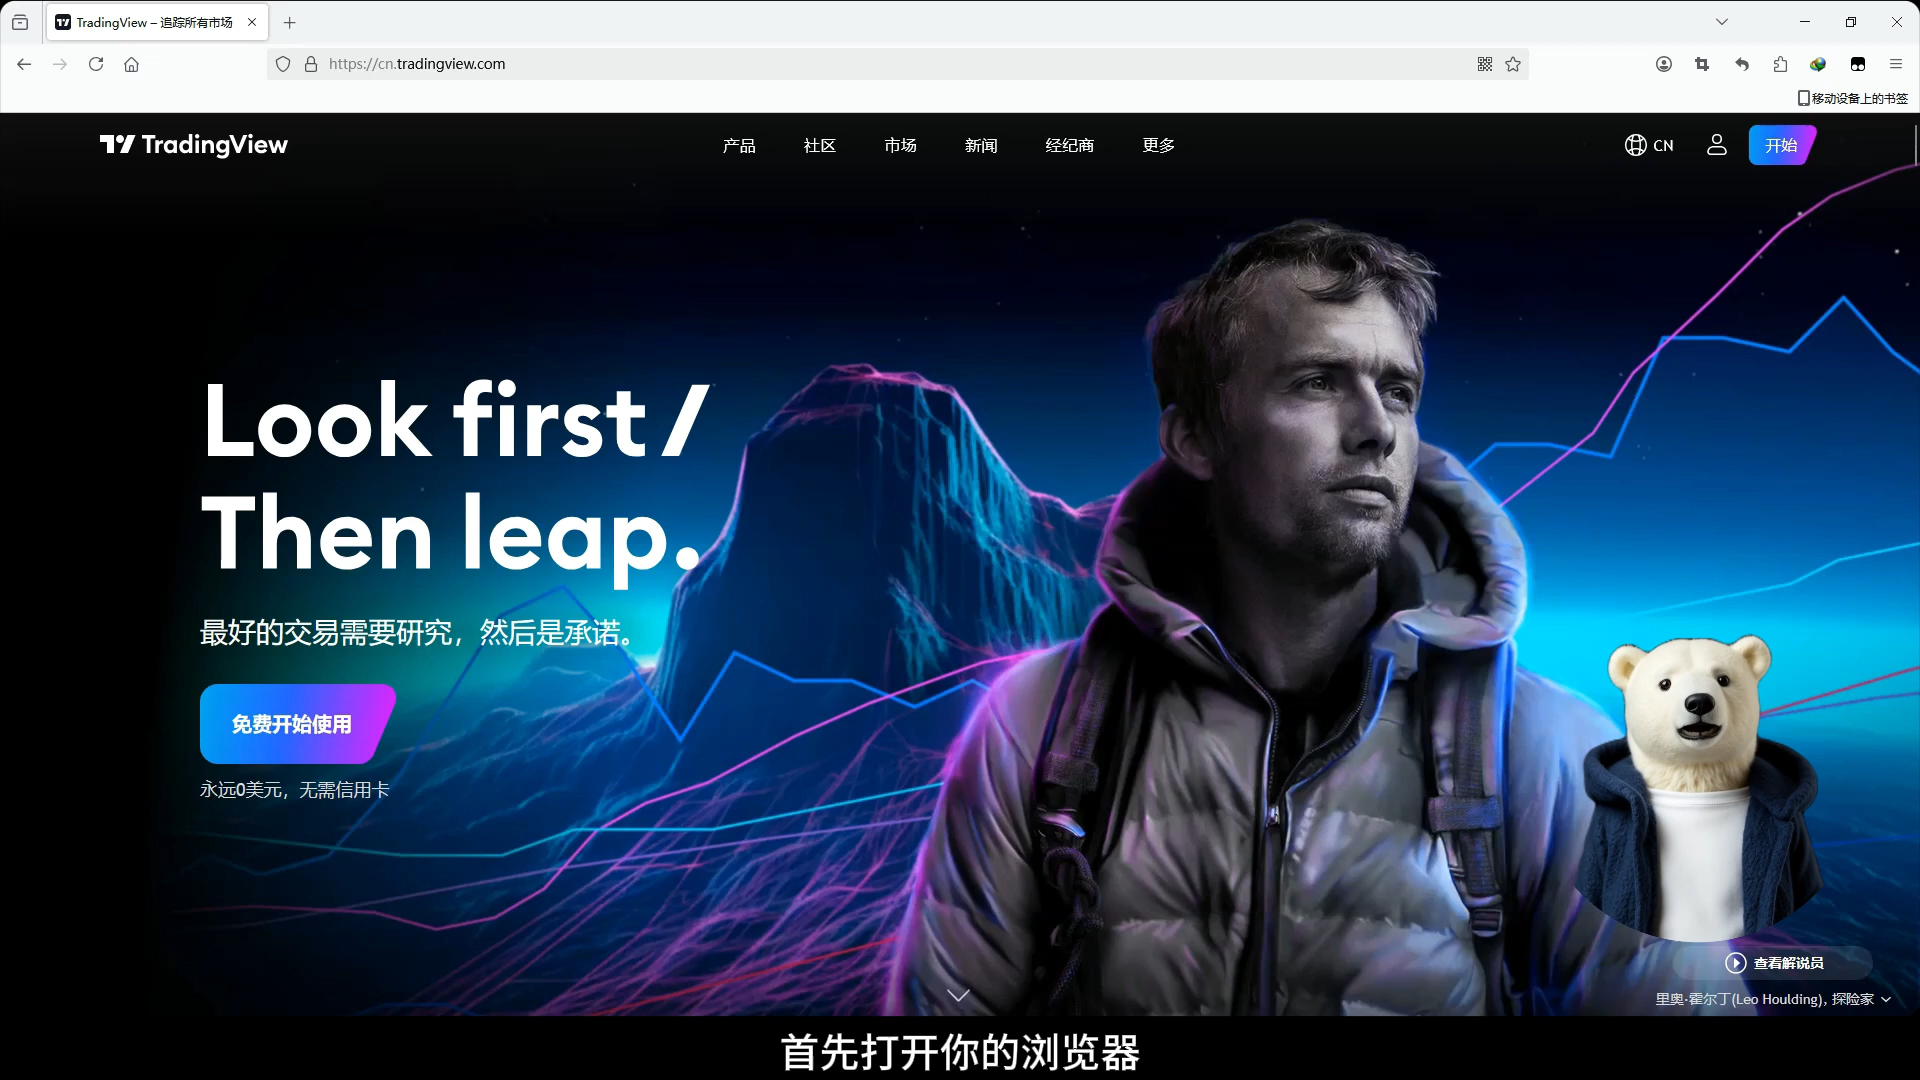 TradingView – 追踪所有市场
https://cn.tradingview.com
移动设备上的书签
TradingView
产品
社区
市场
新闻
经纪商
更多
CN
开始
Look first /
Then leap.
最好的交易需要研究，然后是承诺。
免费开始使用
永远0美元，无需信用卡
查看解说员
里奥·霍尔丁(Leo Houlding), 探险家
首先打开你的浏览器